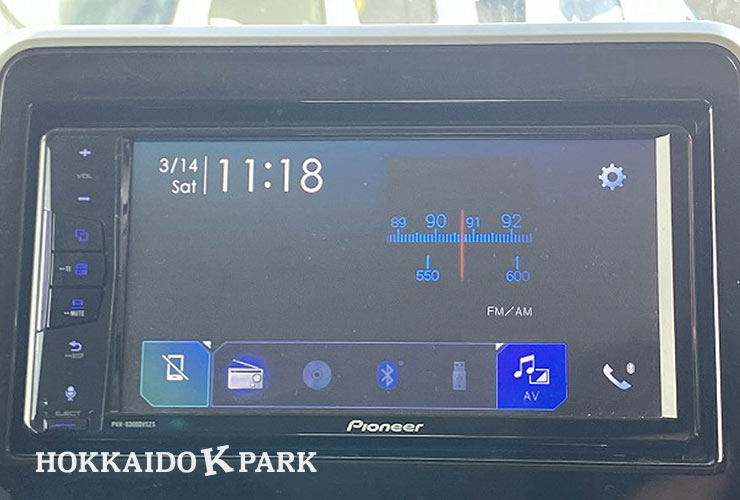 3/14
Sat
11:18
VOL
89 90 91 92
550 600
FM/AM
MUTE
AV
EJECT
Pioneer
HOKKAIDO K PARK